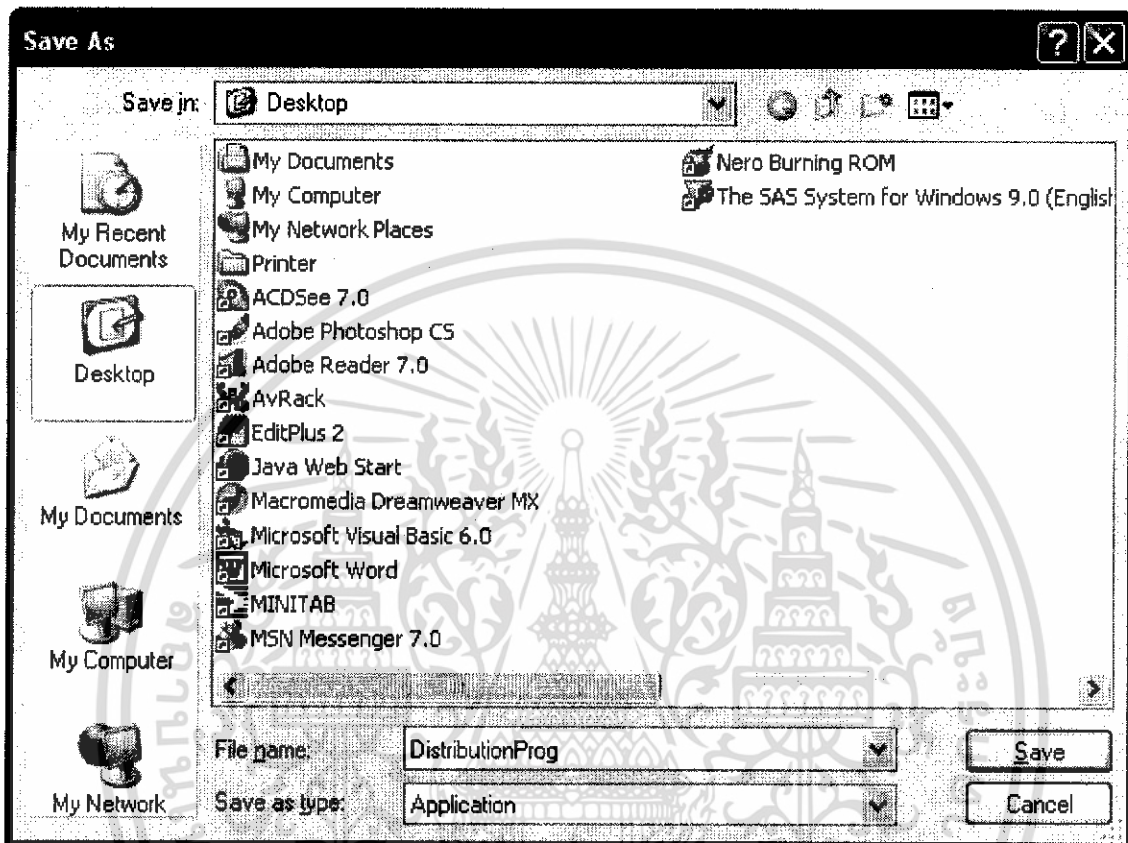 Save As
Save in: Desktop
My Recent Documents
Desktop
My Documents
My Computer
My Network
My Documents
My Computer
My Network Places
Printer
ACDSee 7.0
Adobe Photoshop CS
Adobe Reader 7.0
AvRack
EditPlus 2
Java Web Start
Macromedia Dreamweaver MX
Microsoft Visual Basic 6.0
Microsoft Word
MINITAB
MSN Messenger 7.0
Nero Burning ROM
The SAS System for Windows 9.0 (English
File name: DistributionProg
Save
Save as type: Application
Cancel